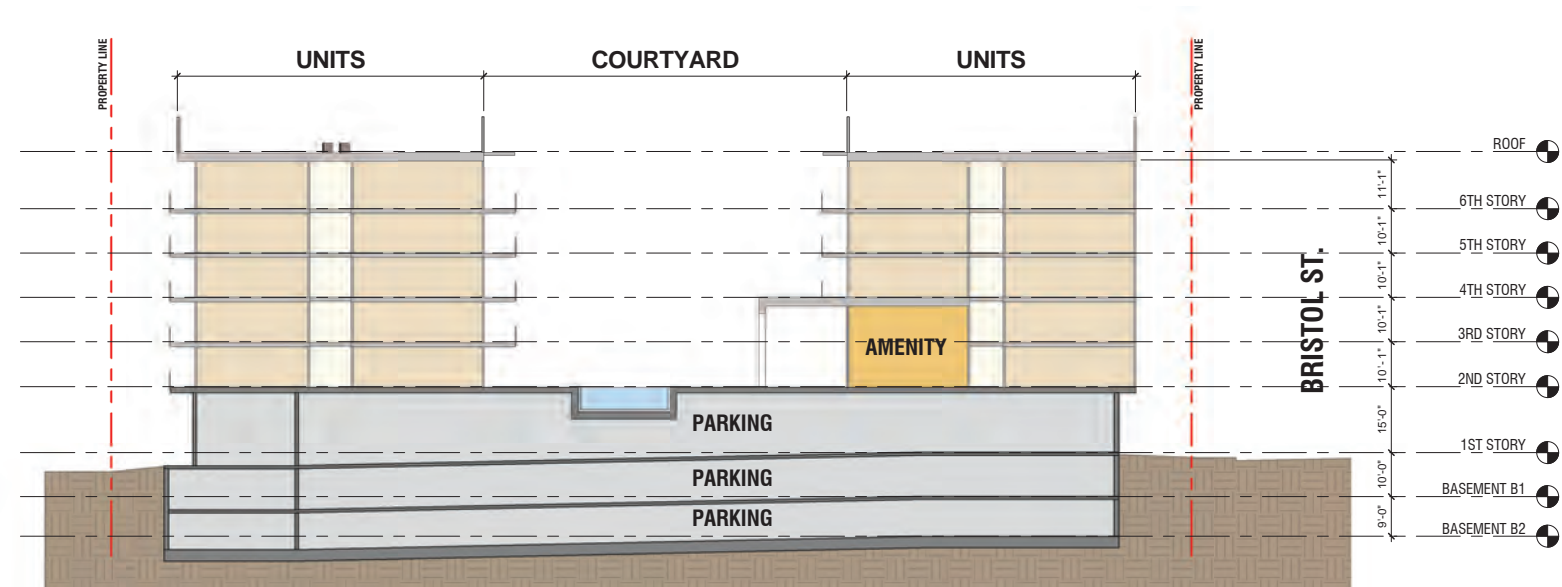 PROPERTY LINE
UNITS
COURTYARD
UNITS
PROPERTY LINE
ROOF
11'-1"
6TH STORY
10'-1"
5TH STORY
10'-1"
4TH STORY
10'-1"
3RD STORY
AMENITY
10'-1"
2ND STORY
BRISTOL ST.
15'-0"
PARKING
1ST STORY
10'-0"
PARKING
BASEMENT B1
9'-0"
PARKING
BASEMENT B2